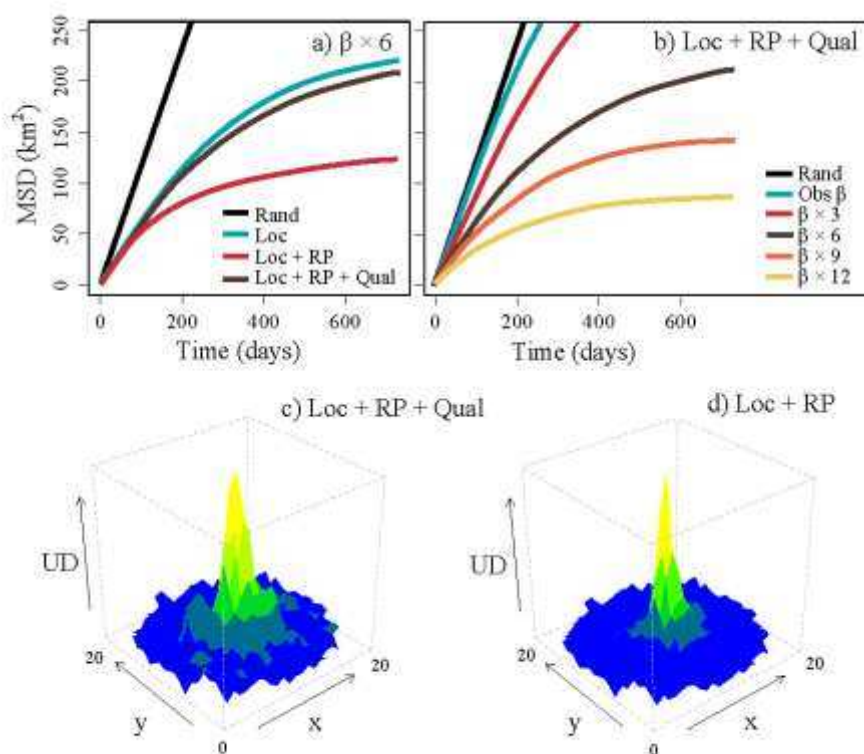 a) β × 6
b) Loc + RP + Qual
MSD (km²)
250
200
150
100
50
0
Rand
Loc
Loc + RP
Loc + RP + Qual
Rand
Obs β
β × 3
β × 6
β × 9
β × 12
0
200
400
600
0
200
400
600
Time (days)
Time (days)
c) Loc + RP + Qual
d) Loc + RP
UD
UD
20
20
20
20
y
x
y
x
0
0